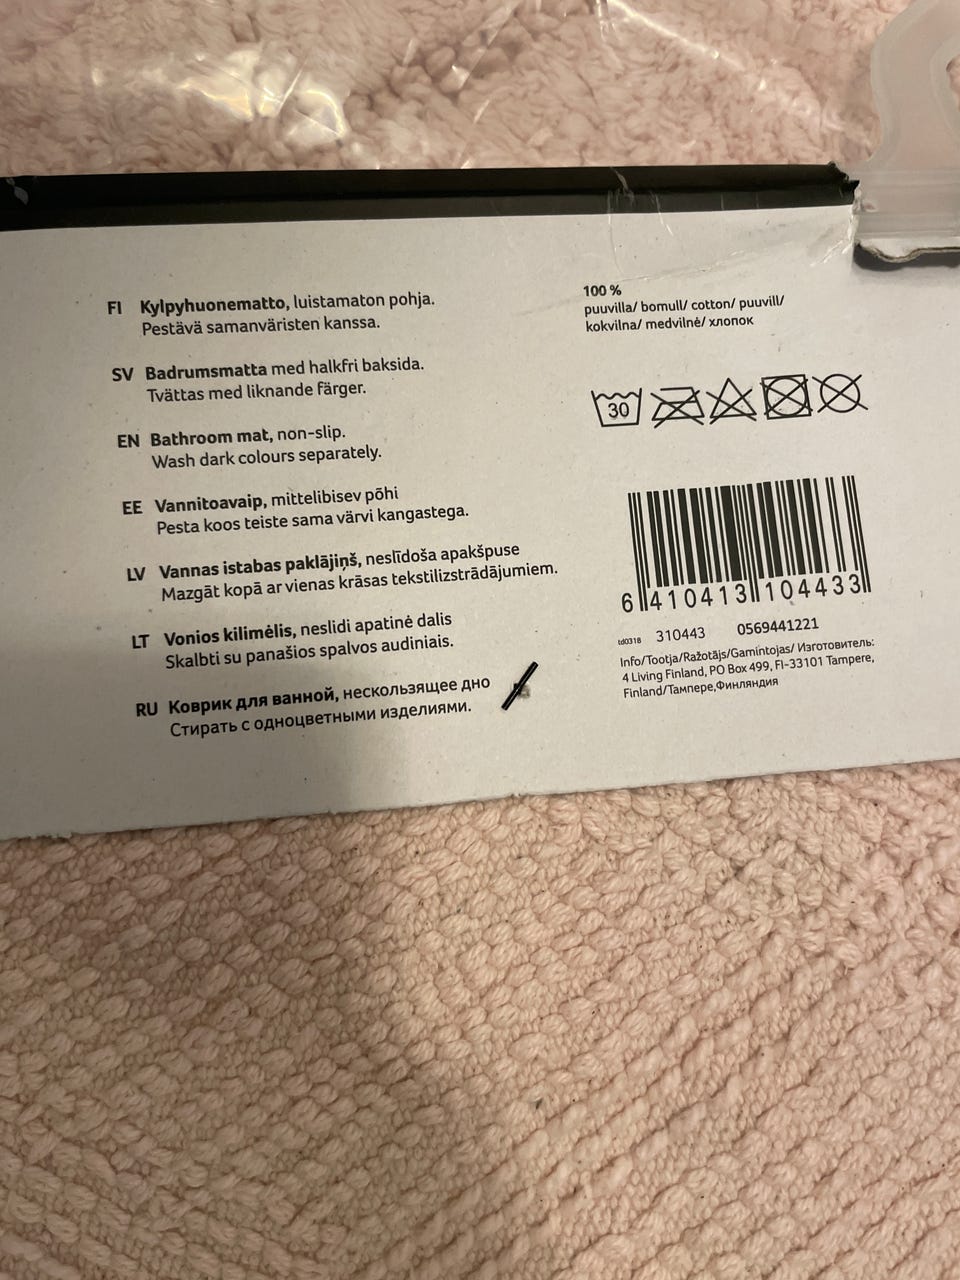 FI Kylpyhuonematto, luistamaton pohja.
Pestävä samanväristen kanssa.
SV Badrumsmatta med halkfri baksida.
Tvättas med liknande färger.
EN Bathroom mat, non-slip.
Wash dark colours separately.
EE Vannitoavaip, mittelibisev põhi
Pesta koos teiste sama värvi kangastega.
LV Vannas istabas paklājiņš, neslīdoša apakšpuse
Mazgāt kopā ar vienas krāsas tekstilizstrādājumiem.
LT Vonios kilimėlis, neslidi apatinė dalis
Skalbti su panašios spalvos audiniais.
RU Коврик для ванной, нескользящее дно
Стирать с одноцветными изделиями.
100 %
puuvilla/ bomull/ cotton/ puuvill/
kokvilna/ medvilnė/ хлопок
30
6 410413 104433
td0318 310443 0569441221
Info/Tootja/Ražotājs/Gamintojas/ Изготовитель:
4 Living Finland, PO Box 499, FI-33101 Tampere,
Finland/Тампере,Финляндия